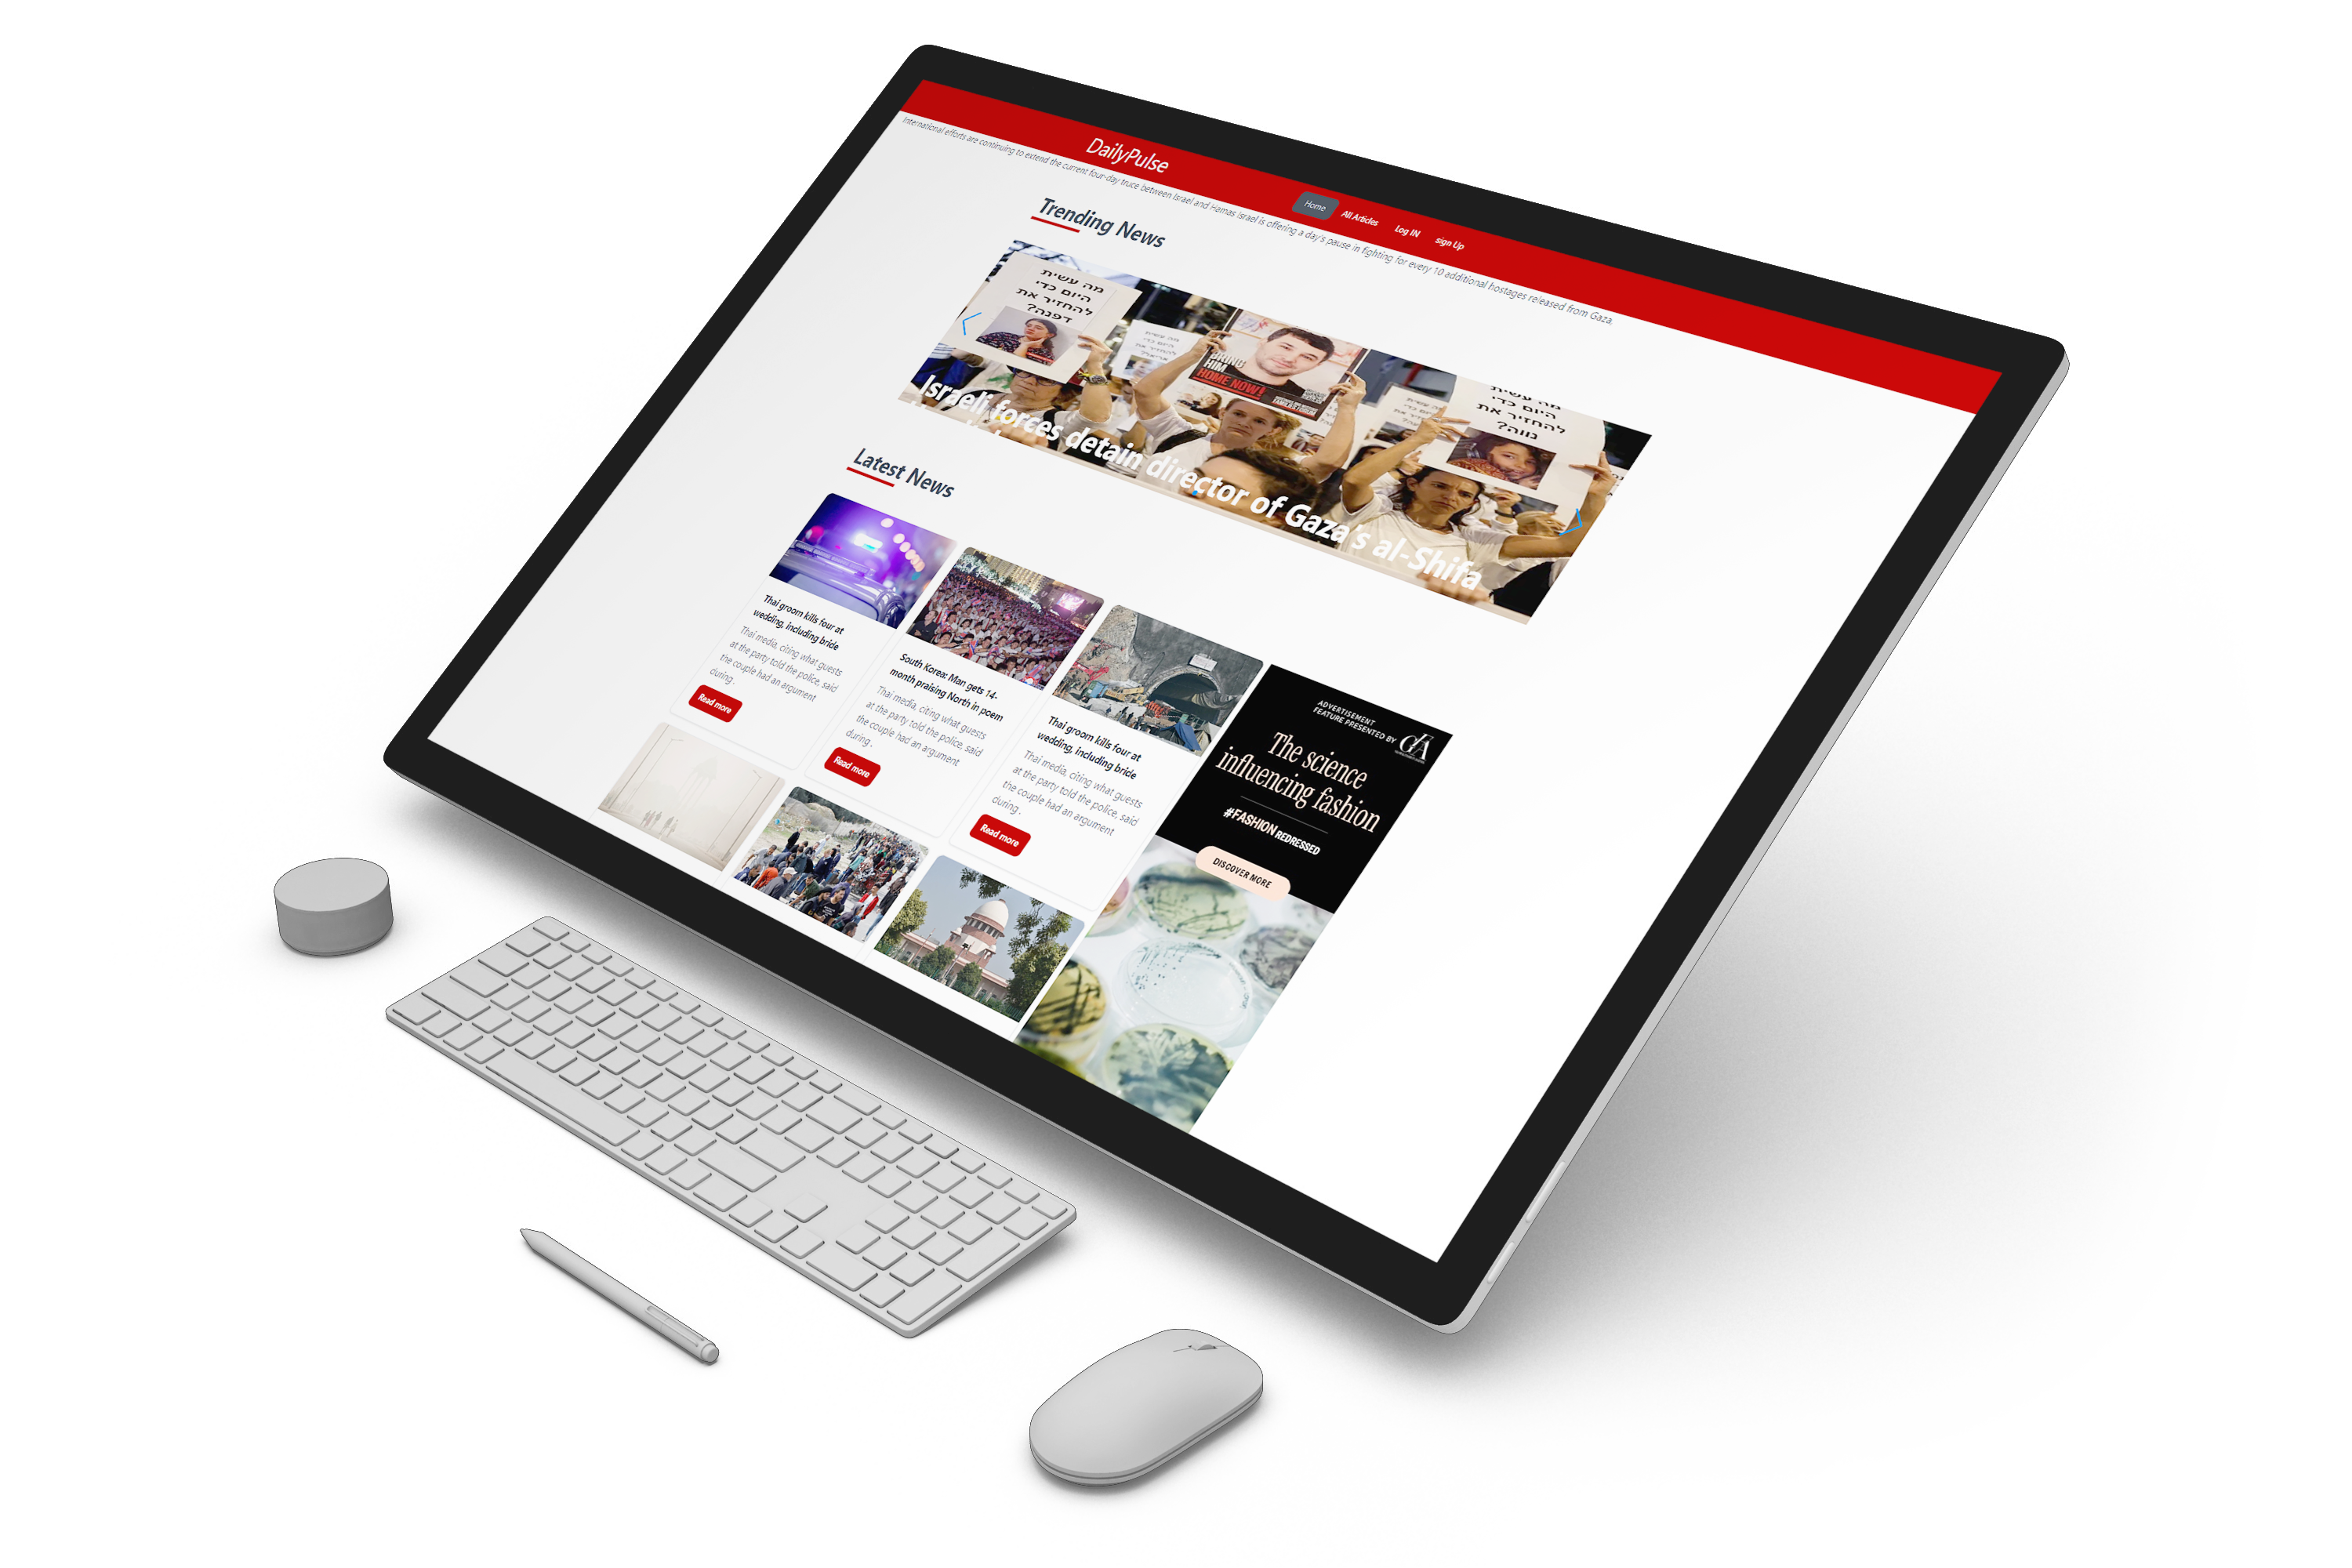 DailyPulse
Home
All Articles
Log IN
sign Up
International efforts are continuing to extend the current four-day truce between Israel and Hamas Israel is offering a day's pause in fighting for every 10 additional hostages released from Gaza.
Trending News
מה עשית
היום כדי
להחזיר את
דפנה?
BRING
HIM
HOME NOW!
מה עשית
היום כדי
להחזיר את
נווה?
Israeli forces detain director of Gaza's al-Shifa
Latest News
Thai groom kills four at
wedding, including bride
Thai media, citing what guests
at the party told the police, said
the couple had an argument
during .
Read more
South Korea: Man gets 14-
month praising North in poem
Thai media, citing what guests
at the party told the police, said
the couple had an argument
during .
Read more
Thai groom kills four at
wedding, including bride
Thai media, citing what guests
at the party told the police, said
the couple had an argument
during .
Read more
ADVERTISEMENT
FEATURE PRESENTED BY
The science
influencing fashion
#FASHION REDRESSED
DISCOVER MORE